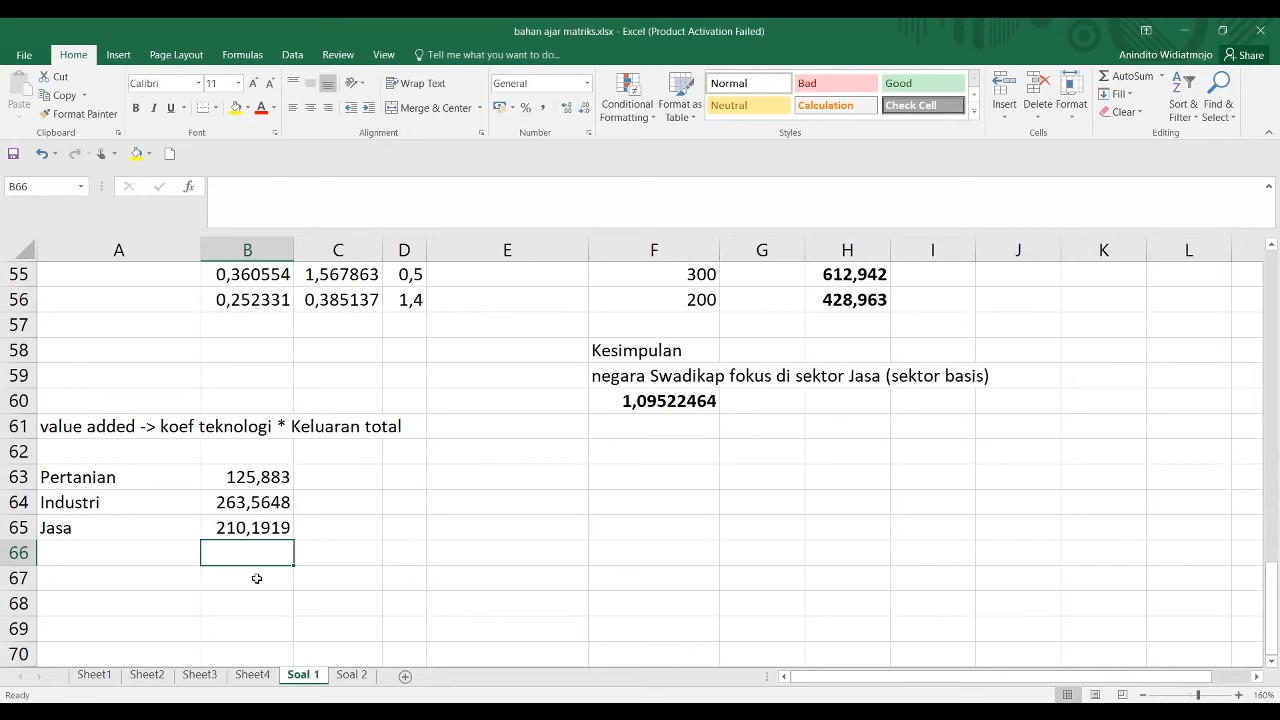 bahan ajar matriks.xlsx - Excel (Product Activation Failed)
File Home Insert Page Layout Formulas Data Review View Tell me what you want to do... Anindito Widiatmojo Share
Paste Cut Copy Format Painter Clipboard
Calibri 11 B I U A Font
Wrap Text Merge & Center Alignment
General % , Number
Conditional Formatting Format as Table Normal Bad Good Neutral Calculation Check Cell Styles
Insert Delete Format Cells
AutoSum Fill Clear Sort & Filter Find & Select Editing
B66 fx
A B C D E F G H I J K L
55 0,360554 1,567863 0,5 300 612,942
56 0,252331 0,385137 1,4 200 428,963
57
58 Kesimpulan
59 negara Swadikap fokus di sektor Jasa (sektor basis)
60 1,09522464
61 value added -> koef teknologi * Keluaran total
62
63 Pertanian 125,883
64 Industri 263,5648
65 Jasa 210,1919
66
67
68
69
70
Sheet1 Sheet2 Sheet3 Sheet4 Soal 1 Soal 2
Ready 160%